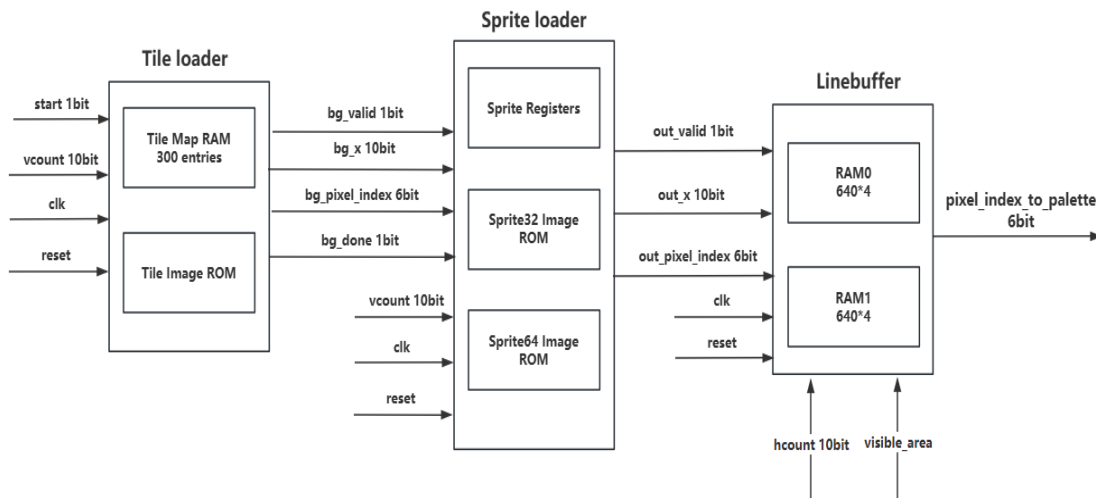 Tile loader
start 1bit
vcount 10bit
clk
reset
Tile Map RAM
300 entries
Tile Image ROM
bg_valid 1bit
bg_x 10bit
bg_pixel_index 6bit
bg_done 1bit
Sprite loader
vcount 10bit
clk
reset
Sprite Registers
Sprite32 Image
ROM
Sprite64 Image
ROM
out_valid 1bit
out_x 10bit
out_pixel_index 6bit
Linebuffer
clk
reset
RAM0
640*4
RAM1
640*4
hcount 10bit
visible_area
pixel_index_to_palette
6bit